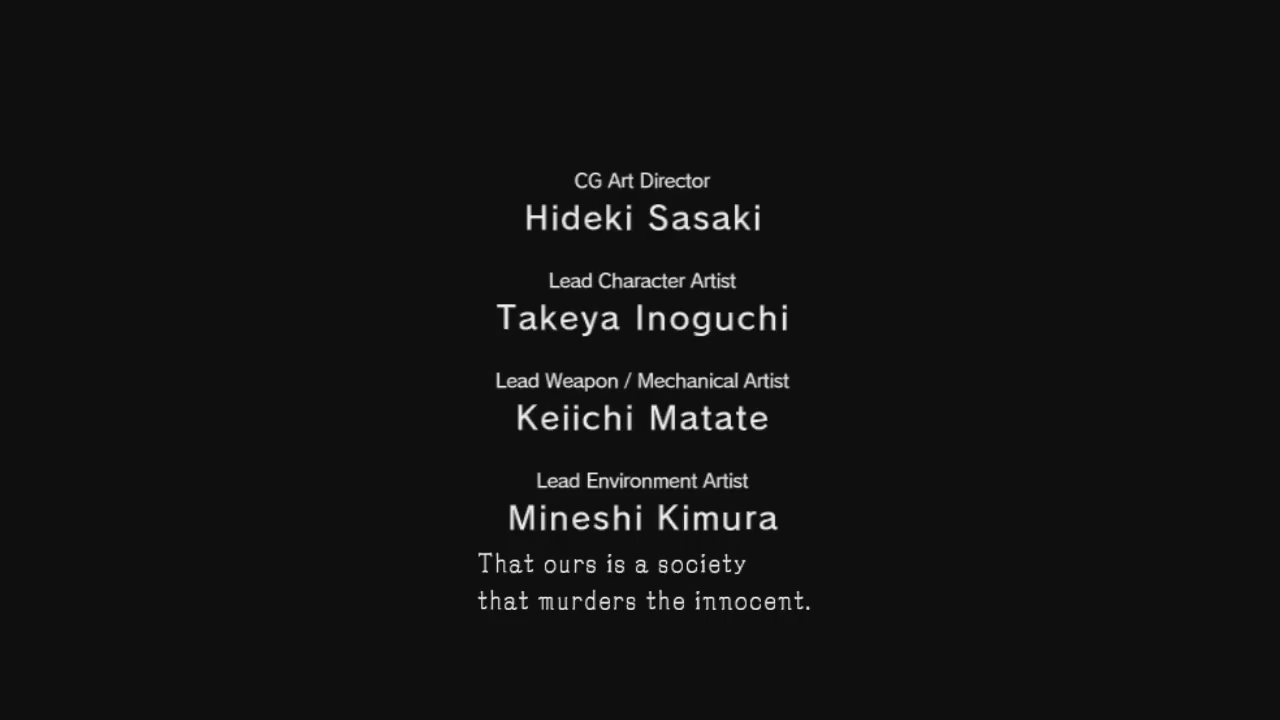 CG Art Director
Hideki Sasaki
Lead Character Artist
Takeya Inoguchi
Lead Weapon / Mechanical Artist
Keiichi Matate
Lead Environment Artist
Mineshi Kimura
That ours is a society
that murders the innocent.